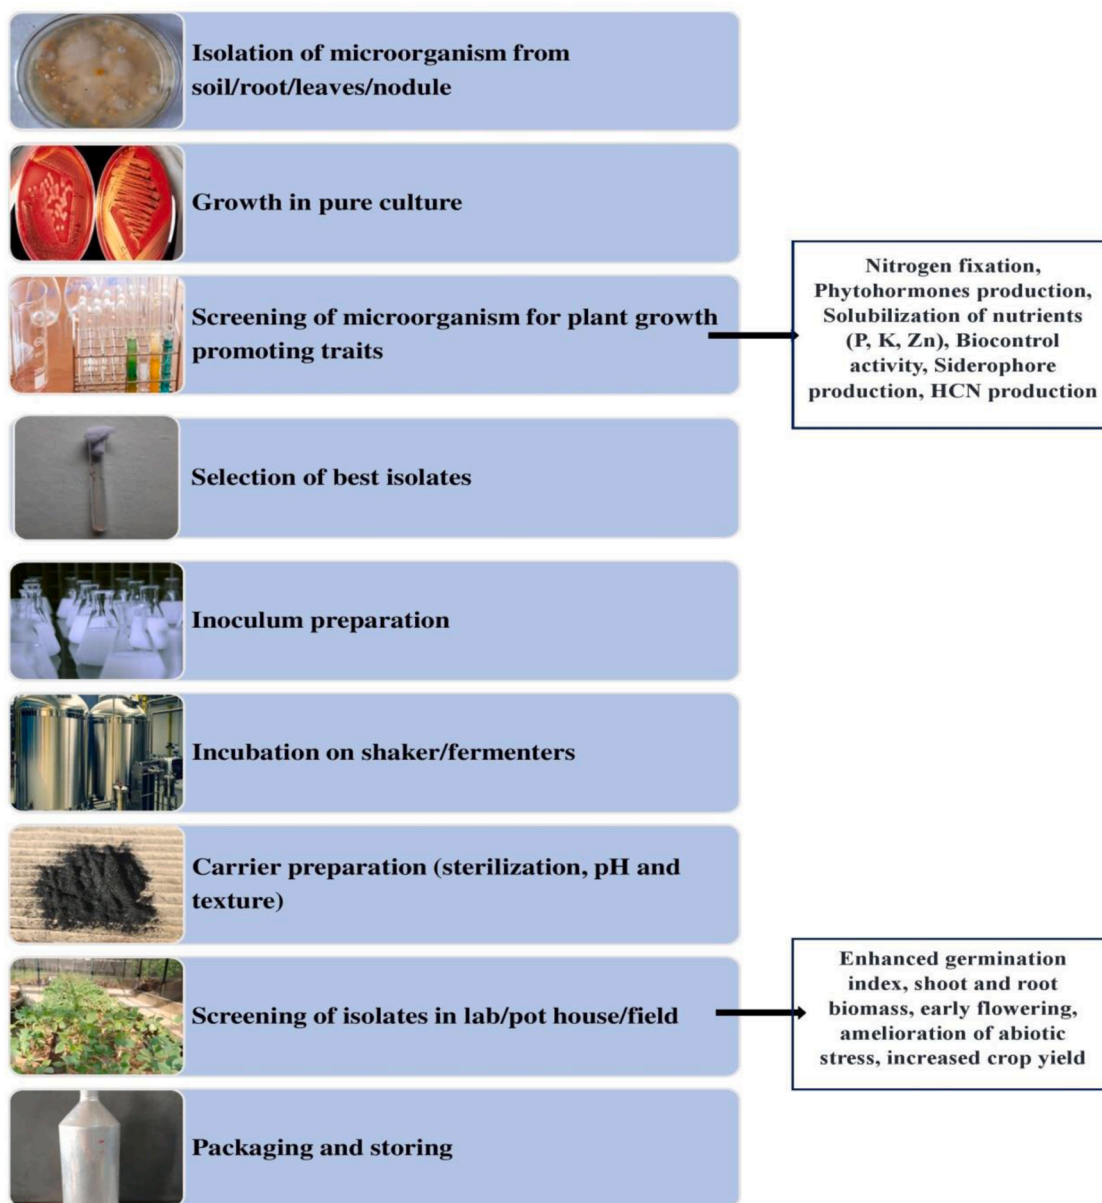 Isolation of microorganism from
soil/root/leaves/nodule
Growth in pure culture
Screening of microorganism for plant growth
promoting traits
Nitrogen fixation,
Phytohormones production,
Solubilization of nutrients
(P, K, Zn), Biocontrol
activity, Siderophore
production, HCN production
Selection of best isolates
Inoculum preparation
Incubation on shaker/fermenters
Carrier preparation (sterilization, pH and
texture)
Screening of isolates in lab/pot house/field
Enhanced germination
index, shoot and root
biomass, early flowering,
amelioration of abiotic
stress, increased crop yield
Packaging and storing